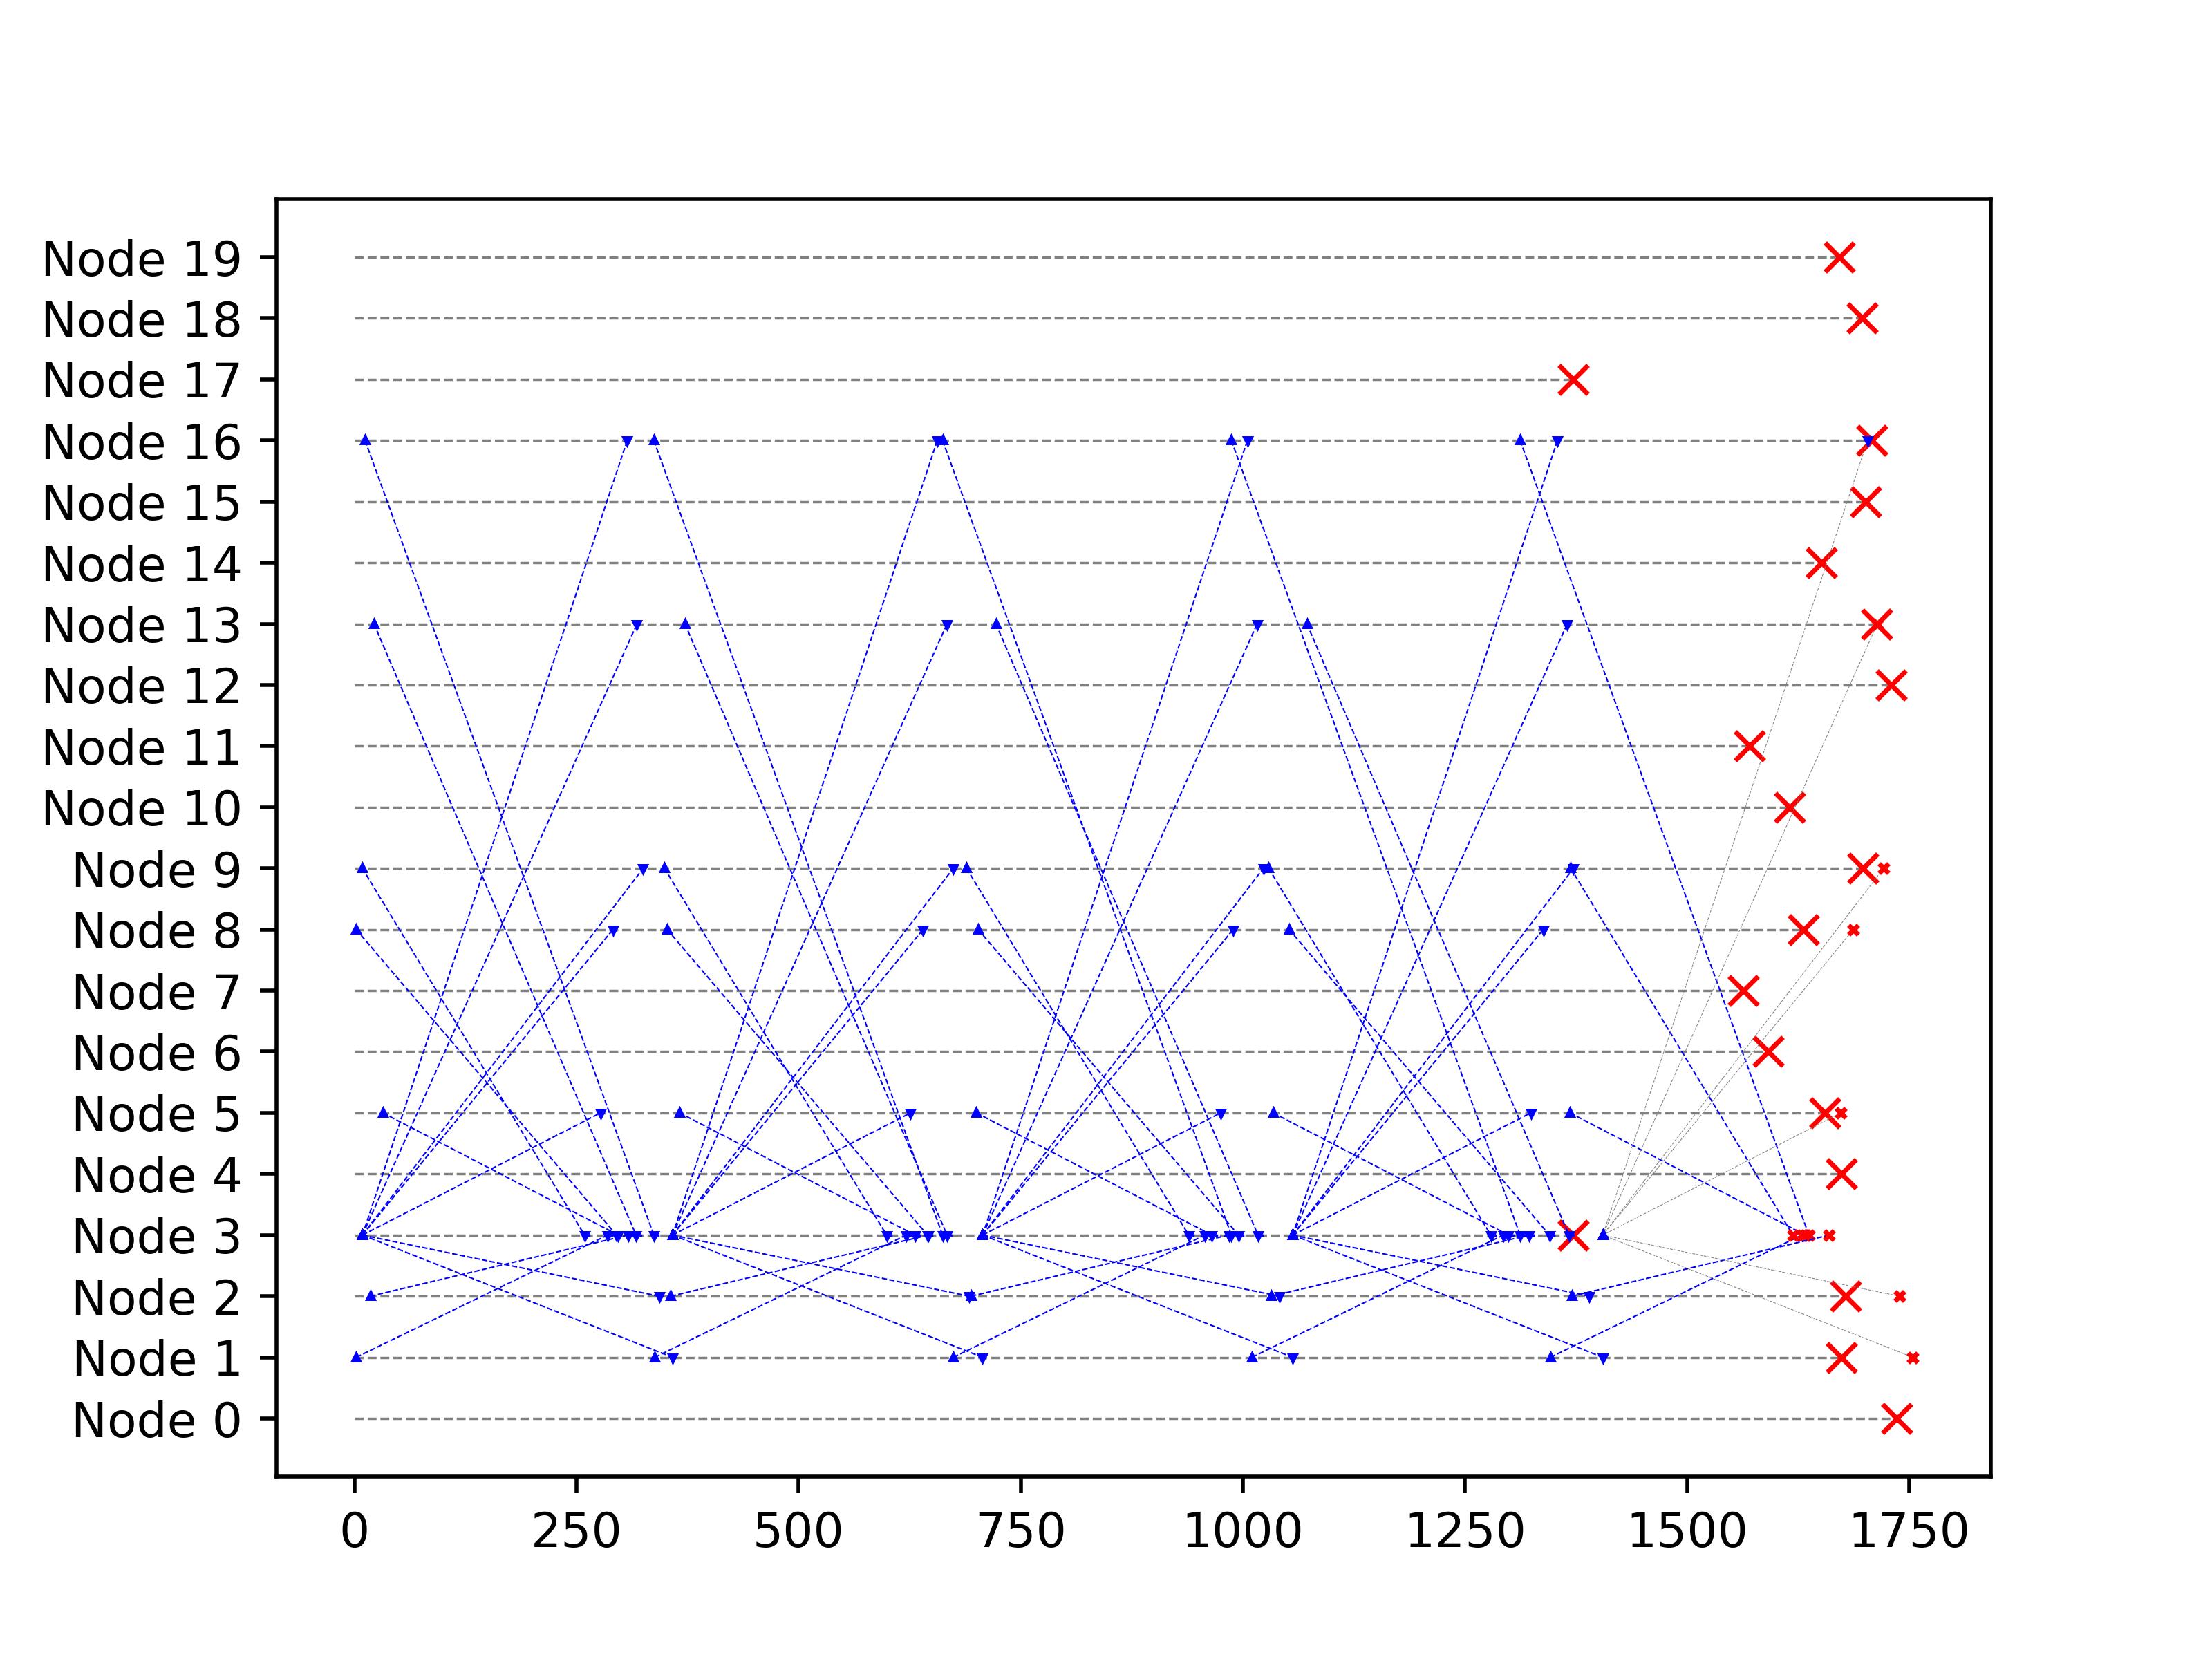 Node 19
Node 18
Node 17
Node 16
Node 15
Node 14
Node 13
Node 12
Node 11
Node 10
Node 9
Node 8
Node 7
Node 6
Node 5
Node 4
Node 3
Node 2
Node 1
Node 0
0 250 500 750 1000 1250 1500 1750